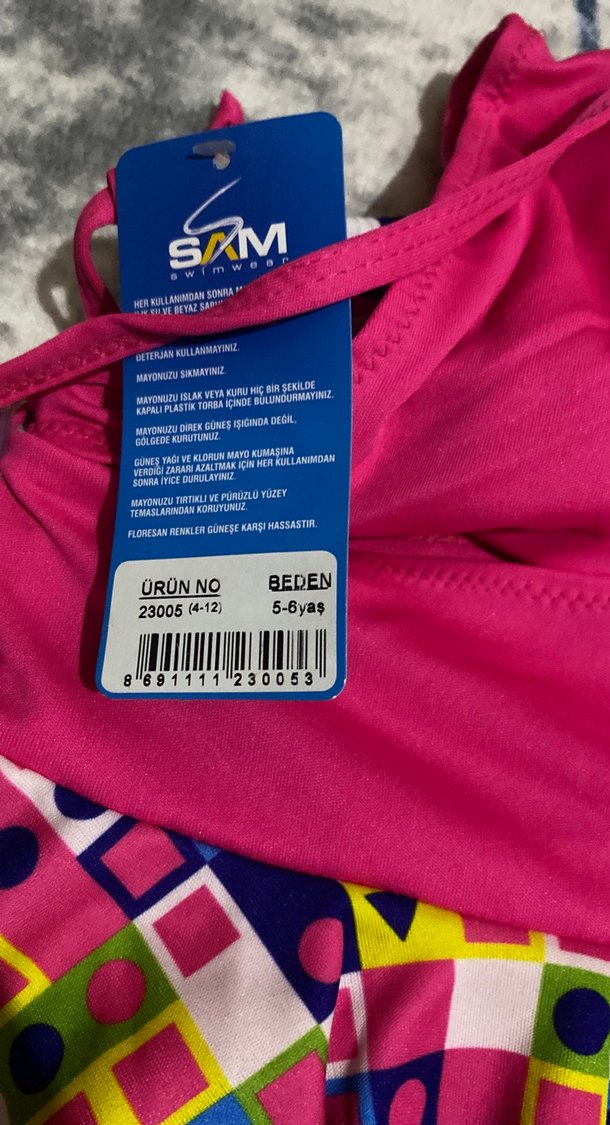 SAM
swimwear
HER KULLANIMDAN SONRA
DETERJAN KULLANMAYINIZ.
MAYONUZU SIKMAYINIZ.
MAYONUZU ISLAK VEYA KURU HİÇ BİR ŞEKİLDE
KAPALI PLASTİK TORBA İÇİNDE BULUNDURMAYINIZ.
MAYONUZU DİREK GÜNEŞ IŞIĞINDA DEĞİL,
GÖLGEDE KURUTUNUZ.
GÜNEŞ YAĞI VE KLORUN MAYO KUMAŞINA
VERDİĞİ ZARARI AZALTMAK İÇİN HER KULLANIMDAN
SONRA İYİCE DURULAYINIZ.
MAYONUZU TIRTIKLI VE PÜRÜZLÜ YÜZEY
TEMASLARINDAN KORUYUNUZ.
FLORESAN RENKLER GÜNEŞE KARŞI HASSASTIR.
ÜRÜN NO BEDEN
23005 (4-12) 5-6yaş
8 691111 230053